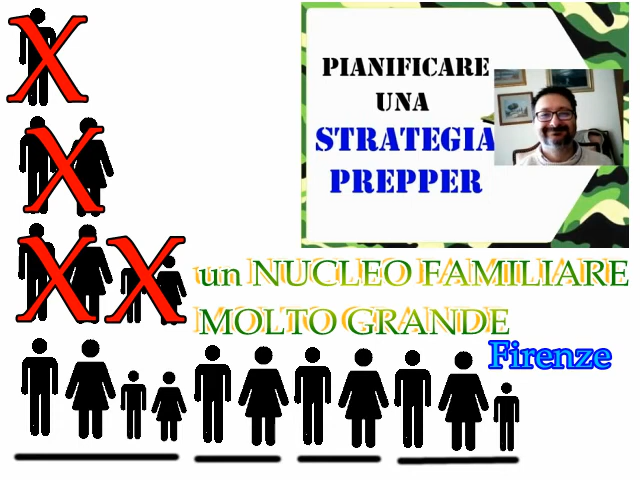 PIANIFICARE
UNA
STRATEGIA
PREPPER
X
X
X X
un NUCLEO FAMILIARE
MOLTO GRANDE
Firenze